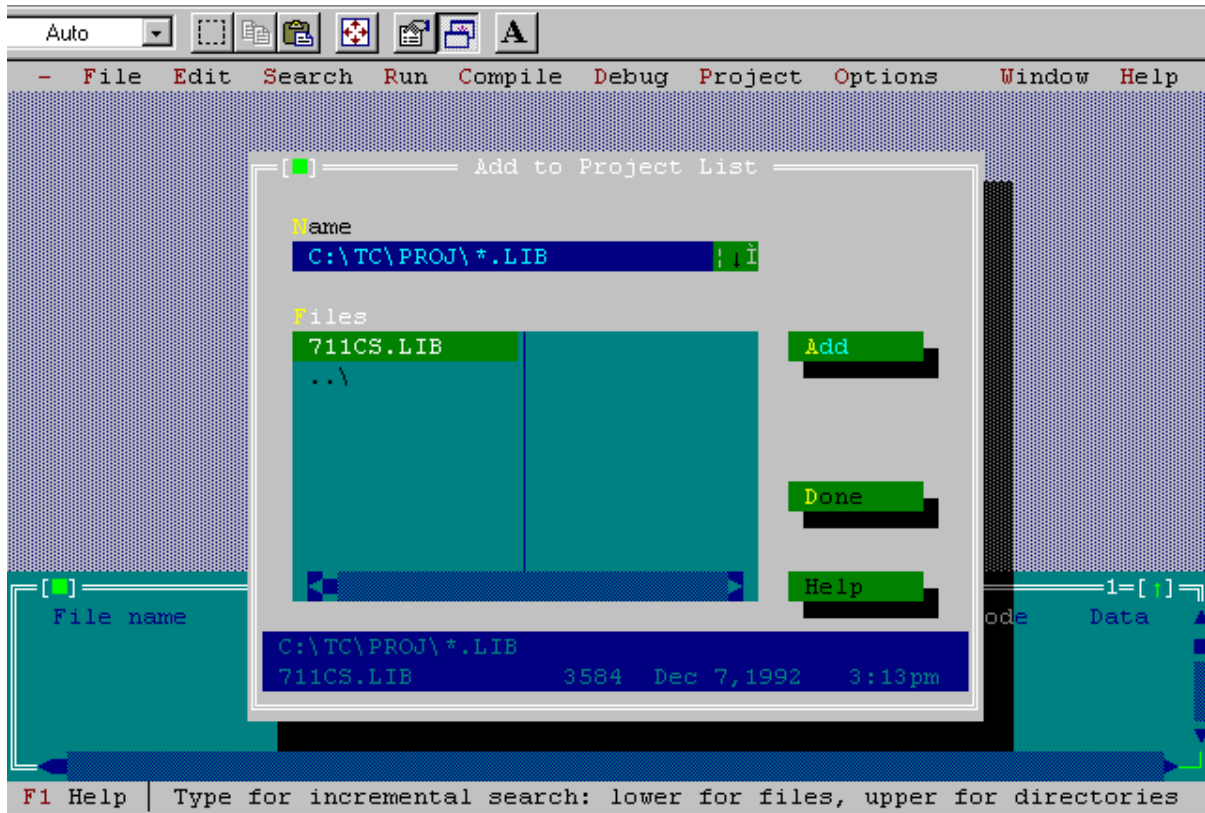 Auto
A
- File Edit Search Run Compile Debug Project Options Window Help
[■] Add to Project List
Name
C:\TC\PROJ\*.LIB ¦↓Ì
Files
711CS.LIB
Add
..\
Done
Help
[■] 1=[↑]
File name ode Data
C:\TC\PROJ\*.LIB
711CS.LIB 3584 Dec 7,1992 3:13pm
F1 Help │ Type for incremental search: lower for files, upper for directories